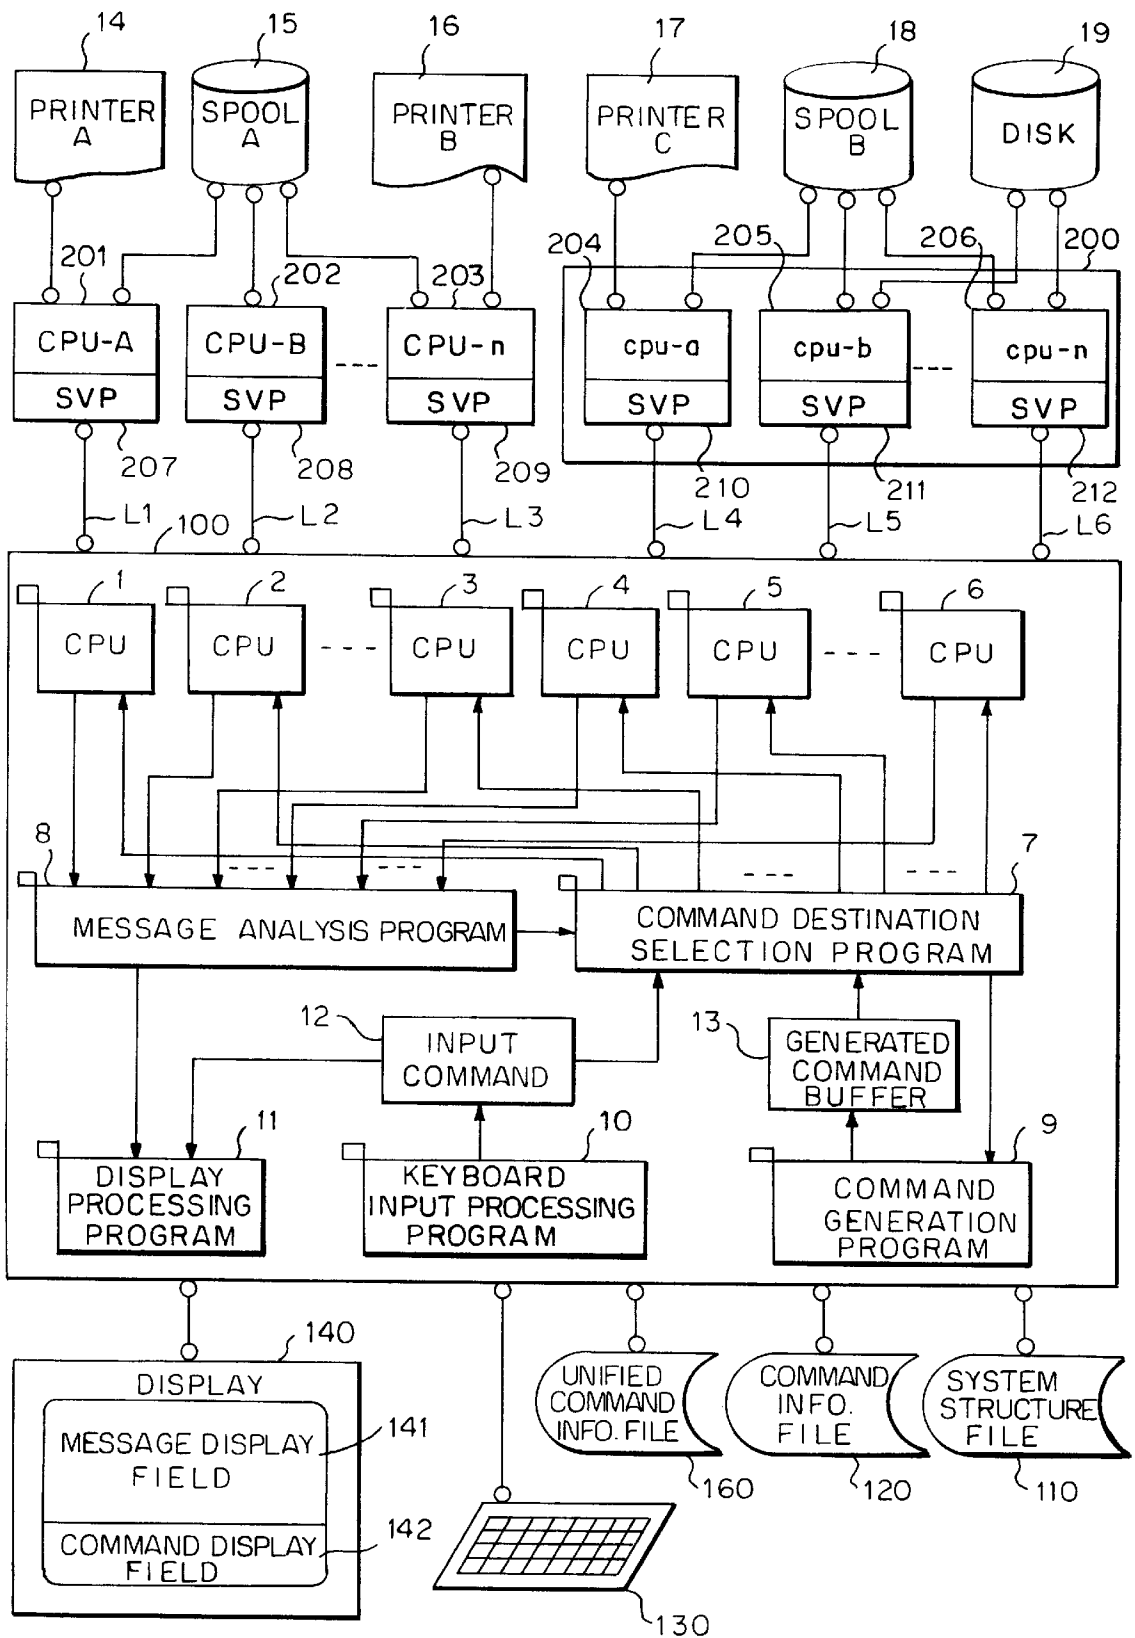 14 15 16 17 18 19
PRINTER
A
SPOOL
A
PRINTER
B
PRINTER
C
SPOOL
B
DISK
201 202 203 204 205 206 200
CPU-A
SVP
CPU-B
SVP
CPU-n
SVP
cpu-a
SVP
cpu-b
SVP
cpu-n
SVP
207 208 209 210 211 212
100 L1 L2 L3 L4 L5 L6
1 2 3 4 5 6
CPU CPU CPU CPU CPU CPU
8 7
MESSAGE ANALYSIS PROGRAM
COMMAND DESTINATION
SELECTION PROGRAM
12
INPUT
COMMAND
13
GENERATED
COMMAND
BUFFER
11
DISPLAY
PROCESSING
PROGRAM
10
KEYBOARD
INPUT PROCESSING
PROGRAM
9
COMMAND
GENERATION
PROGRAM
140
DISPLAY
MESSAGE DISPLAY
FIELD
141
COMMAND DISPLAY
FIELD
142
UNIFIED
COMMAND
INFO. FILE
160
COMMAND
INFO.
FILE
120
SYSTEM
STRUCTURE
FILE
110
130